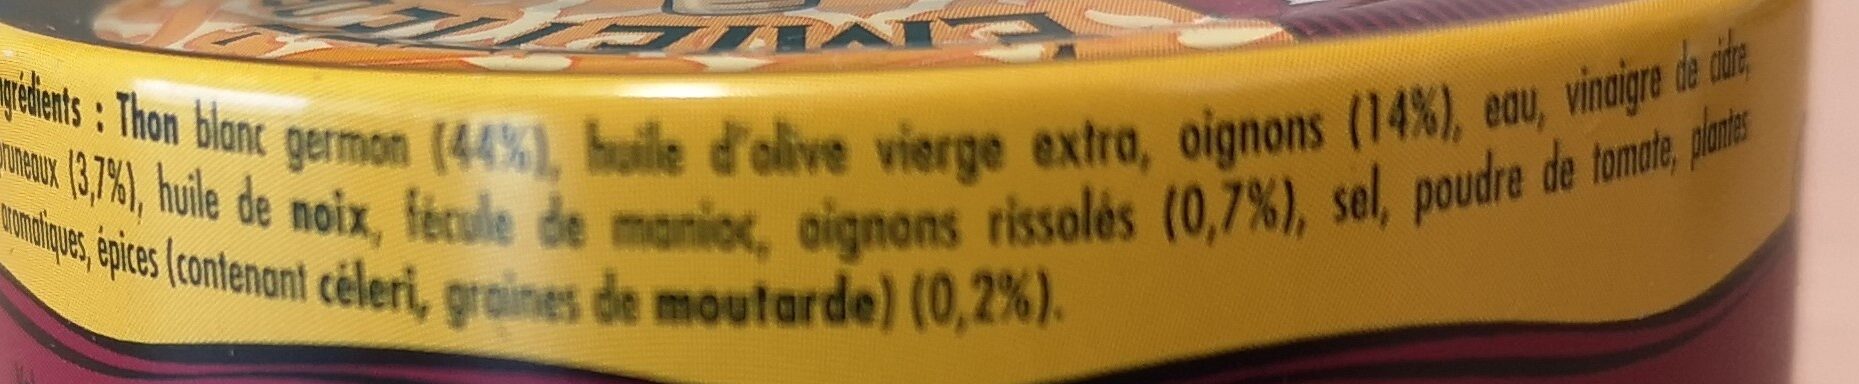 ngrédients : Thon blanc germon (44%), huile d'olive vierge extra, oignons (14%), eau, vinaigre de cidre,
pruneaux (3,7%), huile de noix, fécule de manioc, oignons rissolés (0,7%), sel, poudre de tomate, plantes
aromatiques, épices (contenant céleri, graines de moutarde) (0,2%).